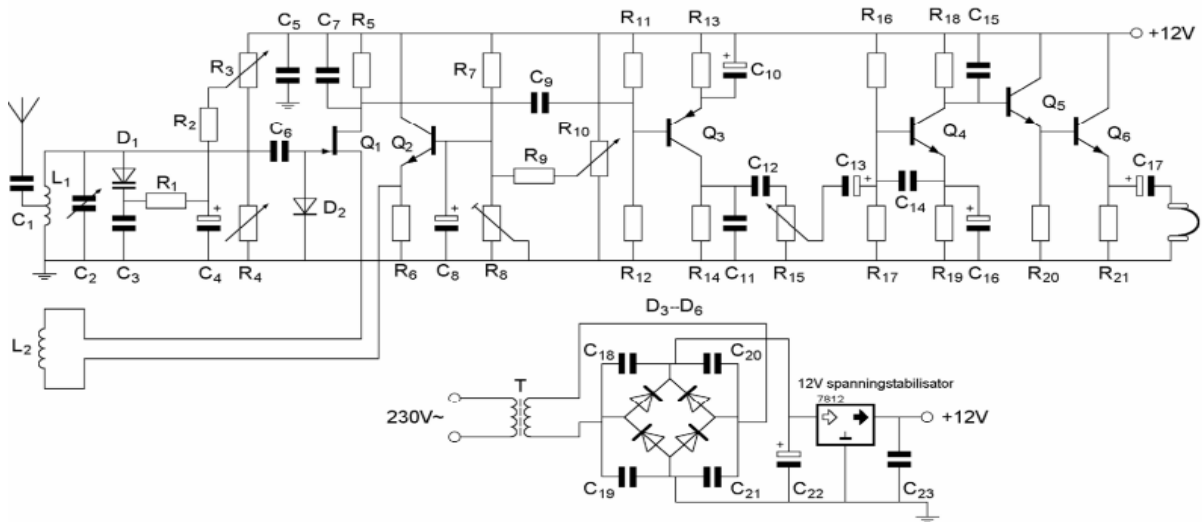 C5 C7 R5 R11 R13 R16 R18 C15
+12V
R3 R7 C9 + C10
R2 Q5
D1 C6 Q1 Q2 R10 Q3 Q4 Q6
L1 R1 R9 C12 C13 C17
+ D2 + + C14 + +
C1
C2 C3 C4 R4 R6 C8 R8 R12 R14 C11 R15 R17 R19 C16 R20 R21
D3--D6
L2 C18 C20
T 12V spanningstabilisator
7812
230V~ +12V
+
C19 C21 C22 C23